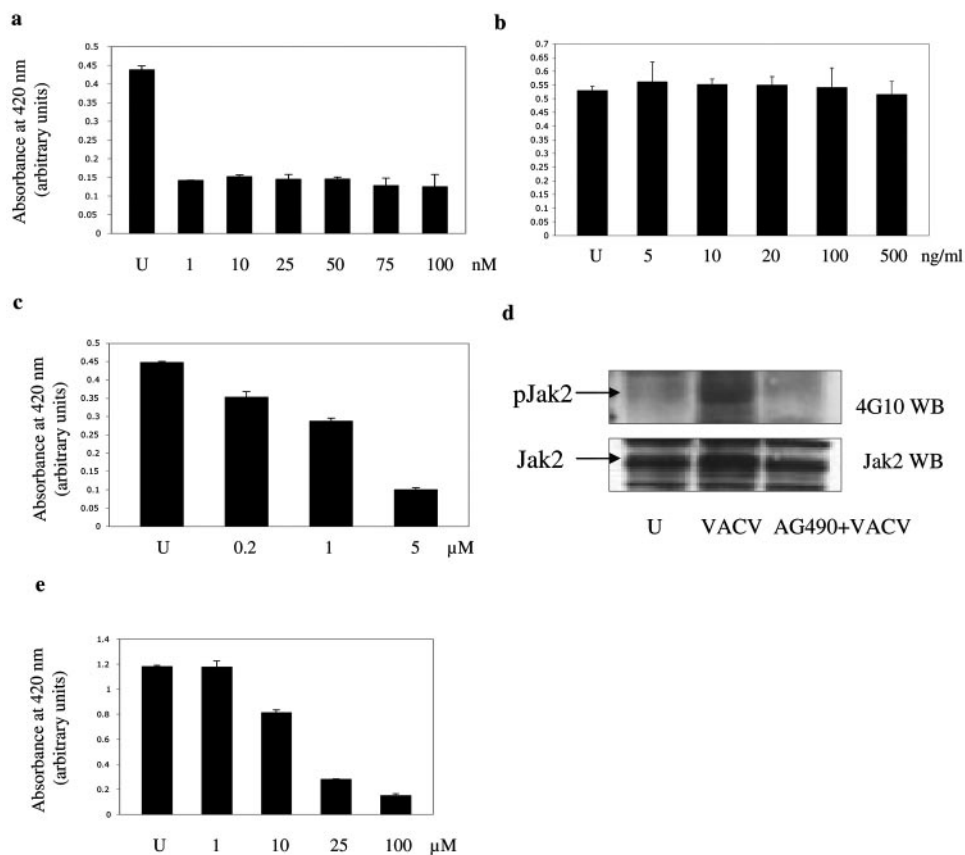 a
Absorbance at 420 nm
(arbitrary units)
0.5
0.45
0.4
0.35
0.3
0.25
0.2
0.15
0.1
0.05
0
U 1 10 25 50 75 100 nM
b
0.7
0.65
0.6
0.55
0.5
0.45
0.4
0.35
0.3
0.25
0.2
0.15
0.1
0.05
0
U 5 10 20 100 500 ng/ml
c
Absorbance at 420 nm
(arbitrary units)
0.5
0.45
0.4
0.35
0.3
0.25
0.2
0.15
0.1
0.05
0
U 0.2 1 5 µM
d
pJak2
4G10 WB
Jak2
Jak2 WB
U VACV AG490+VACV
e
Absorbance at 420 nm
(arbitrary units)
1.4
1.2
1
0.8
0.6
0.4
0.2
0
U 1 10 25 100 µM